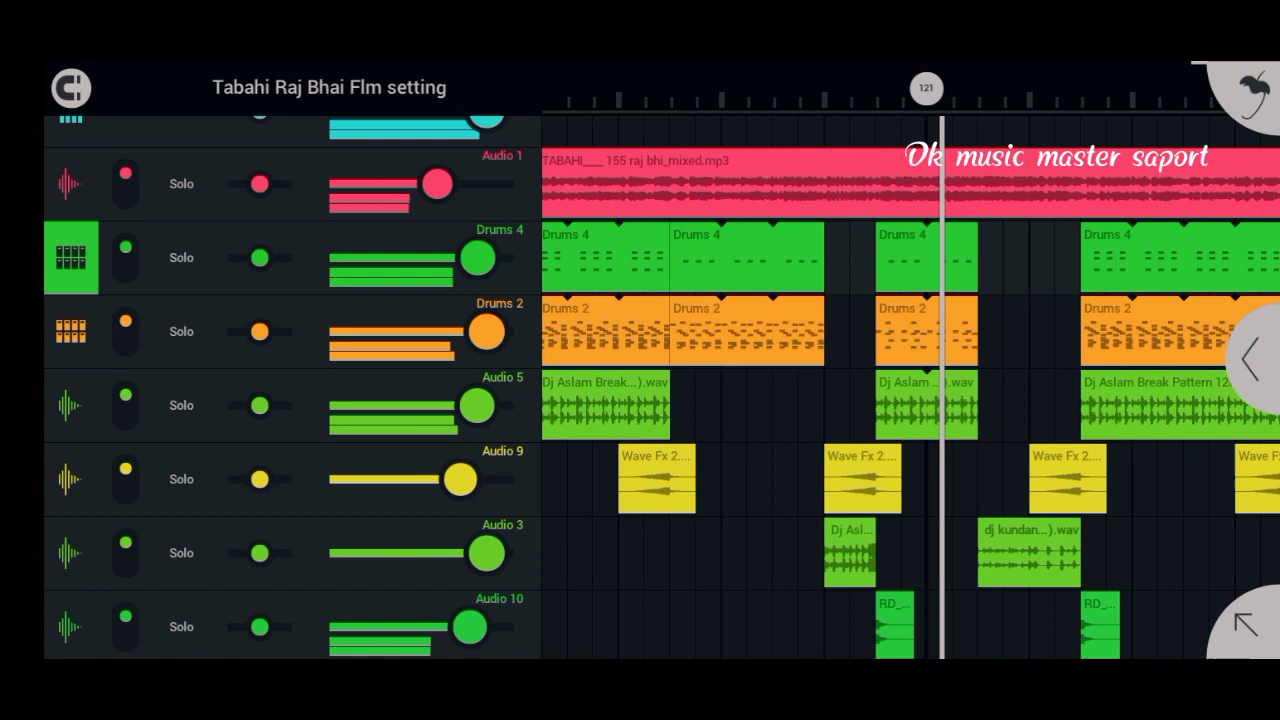 Tabahi Raj Bhai Flm setting
121
Ok music master saport
Audio 1
Solo
TABAHI___ 155 raj bhi_mixed.mp3
Drums 4
Solo
Drums 4
Drums 4
Drums 4
Drums 4
Drums 2
Solo
Drums 2
Drums 2
Drums 2
Drums 2
Audio 5
Solo
Dj Aslam Break...).wav
Dj Aslam ...).wav
Dj Aslam Break Pattern 12
Audio 9
Solo
Wave Fx 2....
Wave Fx 2....
Wave Fx 2....
Wave F
Audio 3
Solo
Dj Asl...
dj kundan...).wav
Audio 10
Solo
RD_...
RD_...